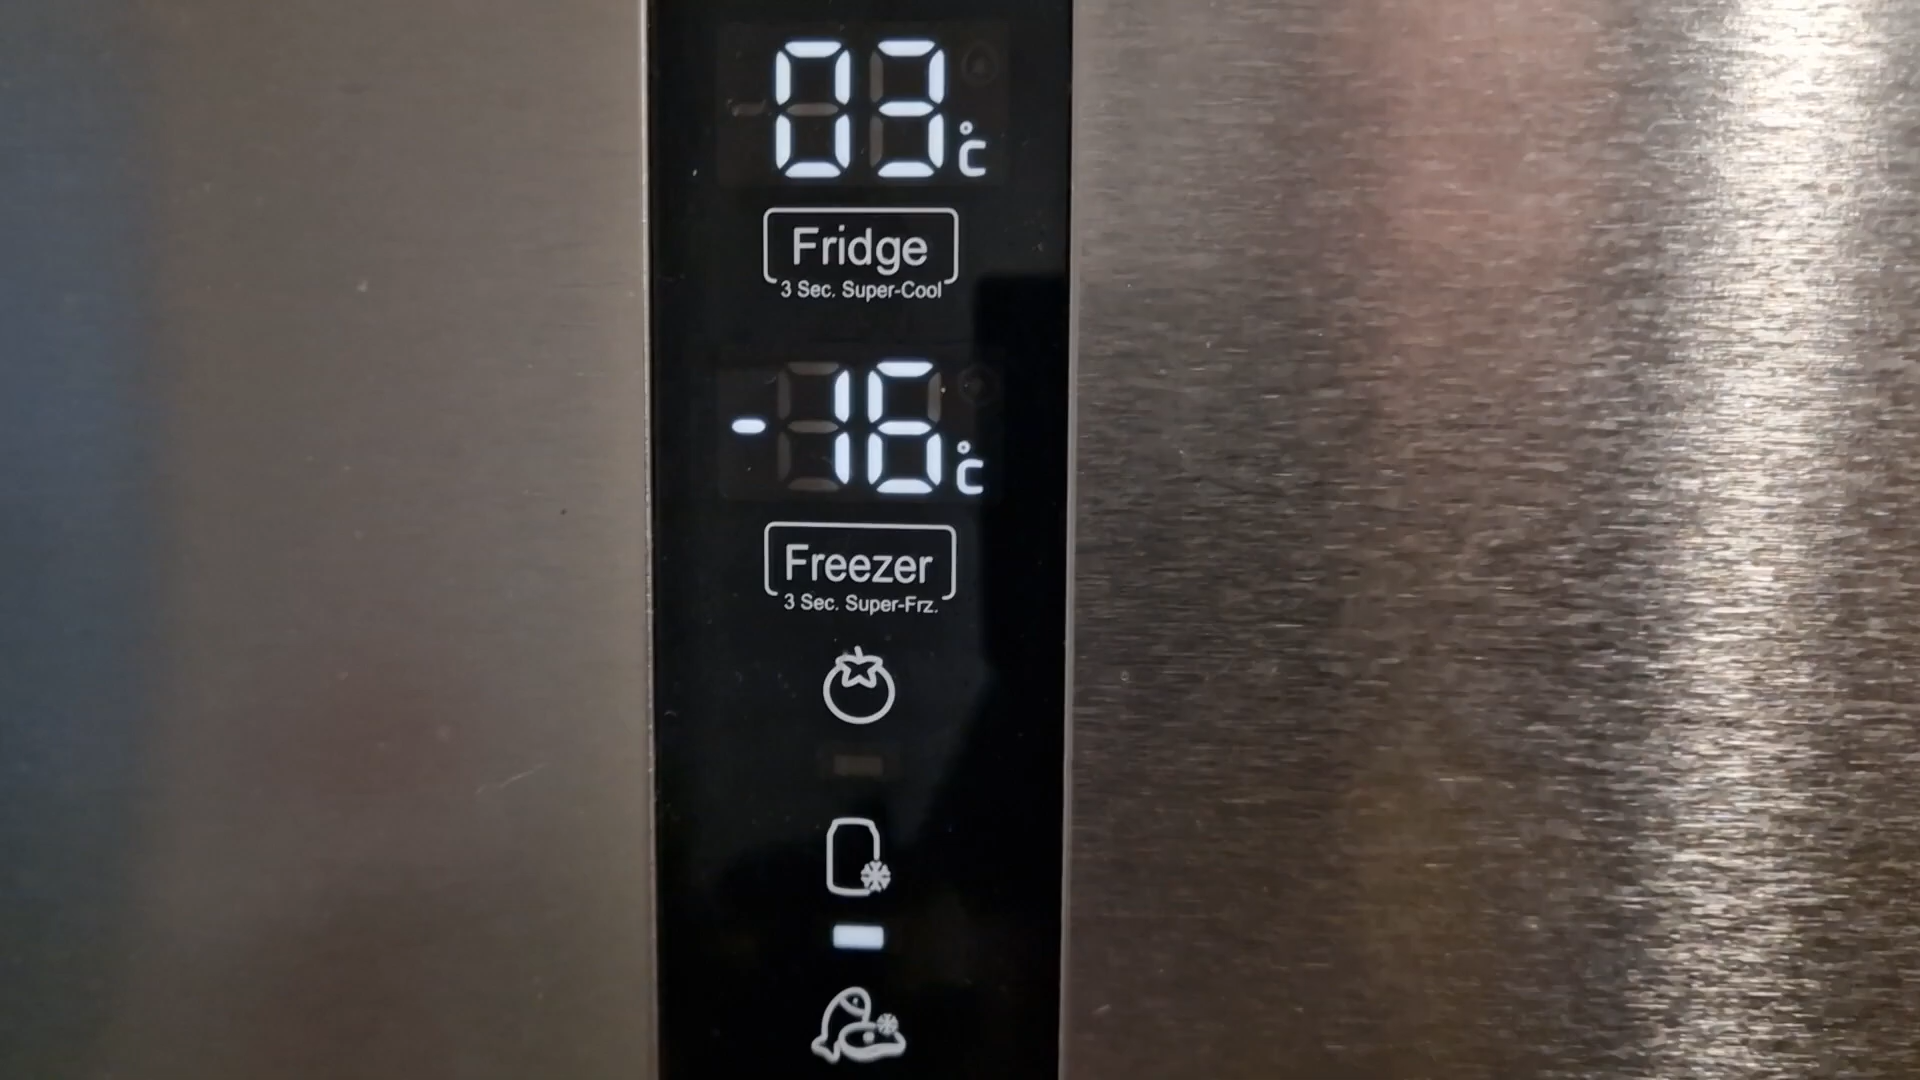 03°C
Fridge
3 Sec. Super-Cool
-16°C
Freezer
3 Sec. Super-Frz.